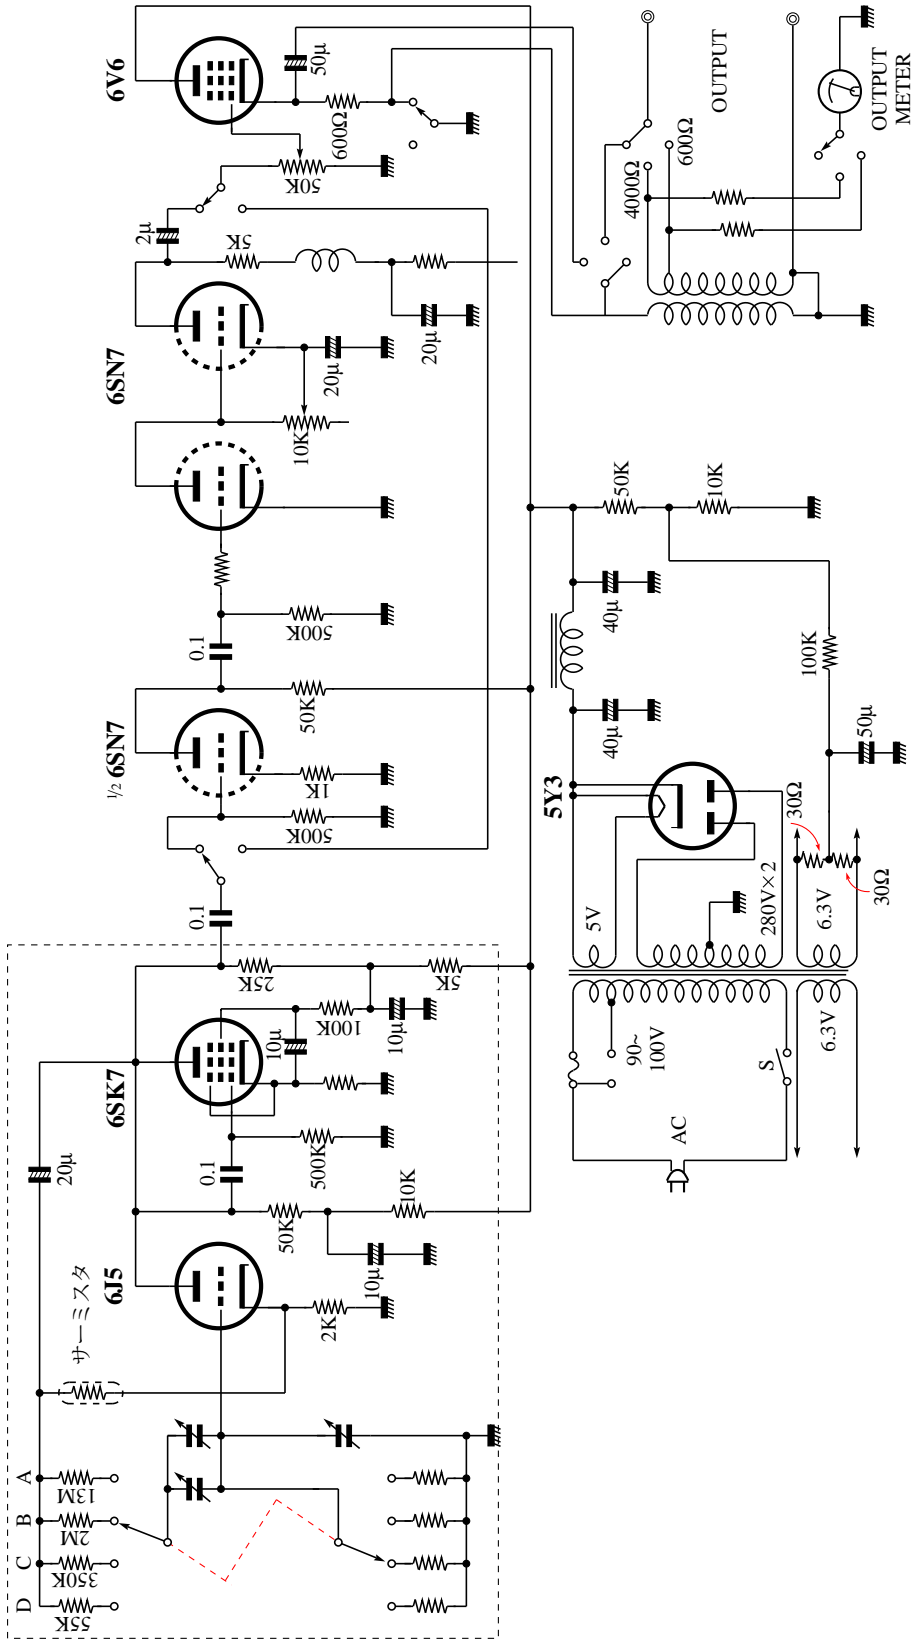 D
C
B
A
55K
350K
2M
13M
サーミスタ
20μ
6J5
2K
50K
10μ
10K
0.1
500K
6SK7
10μ
100K
10μ
25K
5K
0.1
500K
1K
½ 6SN7
50K
0.1
500K
6SN7
10K
20μ
5K
20μ
2μ
50K
6V6
50μ
600Ω
AC
S
90~
100V
6.3V
5V
280V×2
6.3V
30Ω
30Ω
5Y3
40μ
40μ
50μ
100K
50K
10K
4000Ω
600Ω
OUTPUT
OUTPUT
METER